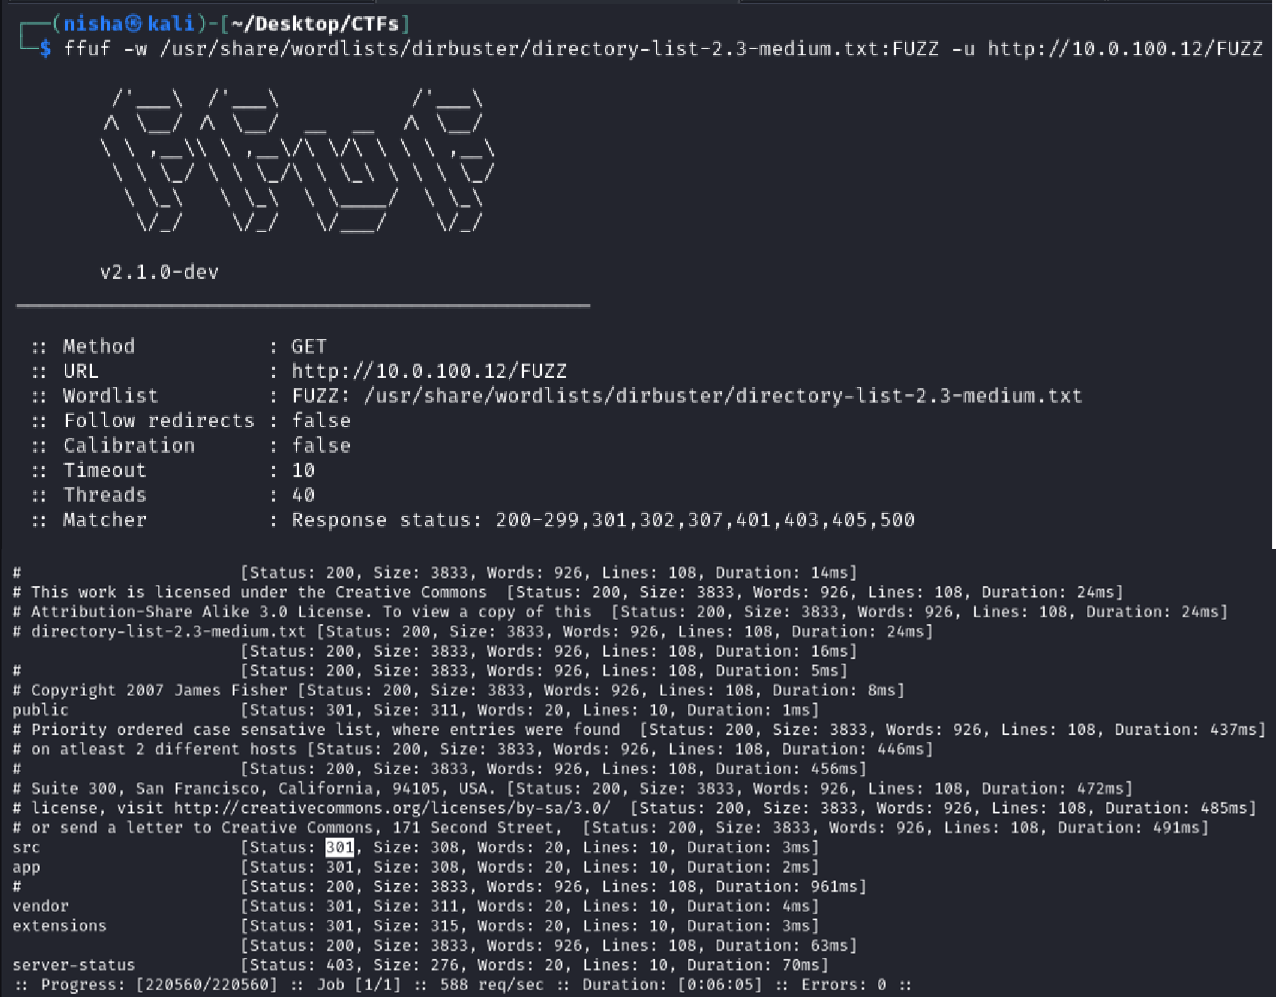 ┌──(nisha㉿kali)-[~/Desktop/CTFs]
└─$ ffuf -w /usr/share/wordlists/dirbuster/directory-list-2.3-medium.txt:FUZZ -u http://10.0.100.12/FUZZ
        /'___\  /'___\           /'___\
       /\ \__/ /\ \__/  __  __  /\ \__/
       \ \ ,__\\ \ ,__\/\ \/\ \ \ \ ,__\
        \ \ \_/ \ \ \_/\ \ \_\ \ \ \ \_/
         \ \_\   \ \_\  \ \____/  \ \_\
          \/_/    \/_/   \/___/    \/_/
v2.1.0-dev
________________________________________________
:: Method : GET
:: URL : http://10.0.100.12/FUZZ
:: Wordlist : FUZZ: /usr/share/wordlists/dirbuster/directory-list-2.3-medium.txt
:: Follow redirects : false
:: Calibration : false
:: Timeout : 10
:: Threads : 40
:: Matcher : Response status: 200-299,301,302,307,401,403,405,500
# [Status: 200, Size: 3833, Words: 926, Lines: 108, Duration: 14ms]
# This work is licensed under the Creative Commons [Status: 200, Size: 3833, Words: 926, Lines: 108, Duration: 24ms]
# Attribution-Share Alike 3.0 License. To view a copy of this [Status: 200, Size: 3833, Words: 926, Lines: 108, Duration: 24ms]
# directory-list-2.3-medium.txt [Status: 200, Size: 3833, Words: 926, Lines: 108, Duration: 24ms]
[Status: 200, Size: 3833, Words: 926, Lines: 108, Duration: 16ms]
# [Status: 200, Size: 3833, Words: 926, Lines: 108, Duration: 5ms]
# Copyright 2007 James Fisher [Status: 200, Size: 3833, Words: 926, Lines: 108, Duration: 8ms]
public [Status: 301, Size: 311, Words: 20, Lines: 10, Duration: 1ms]
# Priority ordered case sensative list, where entries were found [Status: 200, Size: 3833, Words: 926, Lines: 108, Duration: 437ms]
# on atleast 2 different hosts [Status: 200, Size: 3833, Words: 926, Lines: 108, Duration: 446ms]
# [Status: 200, Size: 3833, Words: 926, Lines: 108, Duration: 456ms]
# Suite 300, San Francisco, California, 94105, USA. [Status: 200, Size: 3833, Words: 926, Lines: 108, Duration: 472ms]
# license, visit http://creativecommons.org/licenses/by-sa/3.0/ [Status: 200, Size: 3833, Words: 926, Lines: 108, Duration: 485ms]
# or send a letter to Creative Commons, 171 Second Street, [Status: 200, Size: 3833, Words: 926, Lines: 108, Duration: 491ms]
src [Status: 301, Size: 308, Words: 20, Lines: 10, Duration: 3ms]
app [Status: 301, Size: 308, Words: 20, Lines: 10, Duration: 2ms]
# [Status: 200, Size: 3833, Words: 926, Lines: 108, Duration: 961ms]
vendor [Status: 301, Size: 311, Words: 20, Lines: 10, Duration: 4ms]
extensions [Status: 301, Size: 315, Words: 20, Lines: 10, Duration: 3ms]
[Status: 200, Size: 3833, Words: 926, Lines: 108, Duration: 63ms]
server-status [Status: 403, Size: 276, Words: 20, Lines: 10, Duration: 70ms]
:: Progress: [220560/220560] :: Job [1/1] :: 588 req/sec :: Duration: [0:06:05] :: Errors: 0 ::